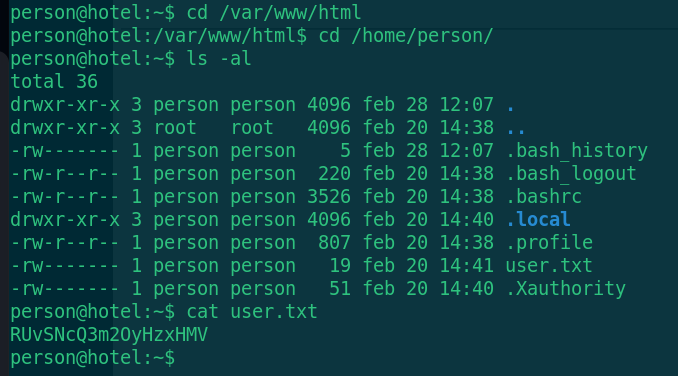 person@hotel:~$ cd /var/www/html
person@hotel:/var/www/html$ cd /home/person/
person@hotel:~$ ls -al
total 36
drwxr-xr-x 3 person person 4096 feb 28 12:07 .
drwxr-xr-x 3 root   root   4096 feb 20 14:38 ..
-rw------- 1 person person    5 feb 28 12:07 .bash_history
-rw-r--r-- 1 person person  220 feb 20 14:38 .bash_logout
-rw-r--r-- 1 person person 3526 feb 20 14:38 .bashrc
drwxr-xr-x 3 person person 4096 feb 20 14:40 .local
-rw-r--r-- 1 person person  807 feb 20 14:38 .profile
-rw------- 1 person person   19 feb 20 14:41 user.txt
-rw------- 1 person person   51 feb 20 14:40 .Xauthority
person@hotel:~$ cat user.txt
RUvSNcQ3m2OyHzxHMV
person@hotel:~$